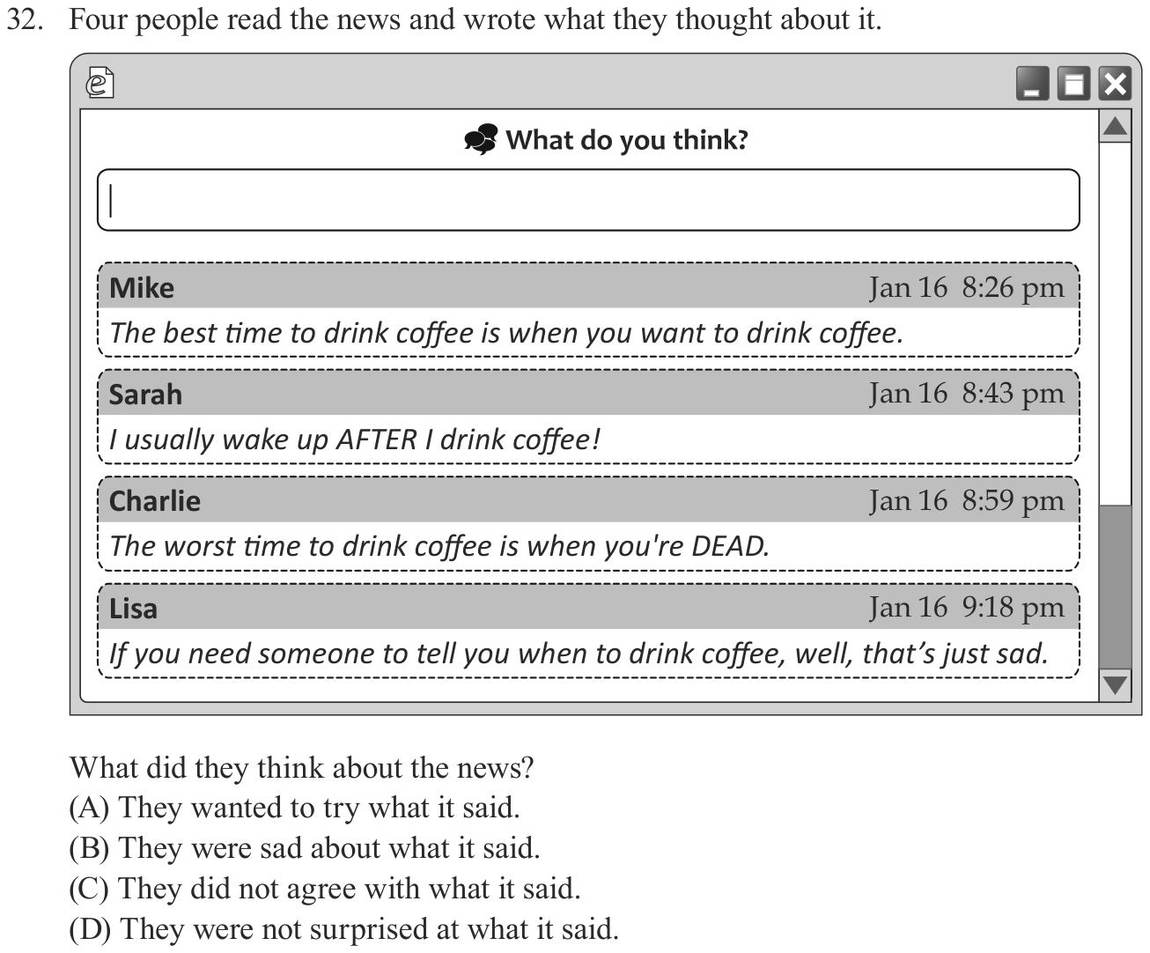 32. Four people read the news and wrote what they thought about it.
What do you think?
Mike Jan 16 8:26 pm
The best time to drink coffee is when you want to drink coffee.
Sarah Jan 16 8:43 pm
I usually wake up AFTER I drink coffee!
Charlie Jan 16 8:59 pm
The worst time to drink coffee is when you're DEAD.
Lisa Jan 16 9:18 pm
If you need someone to tell you when to drink coffee, well, that’s just sad.
What did they think about the news?
(A) They wanted to try what it said.
(B) They were sad about what it said.
(C) They did not agree with what it said.
(D) They were not surprised at what it said.